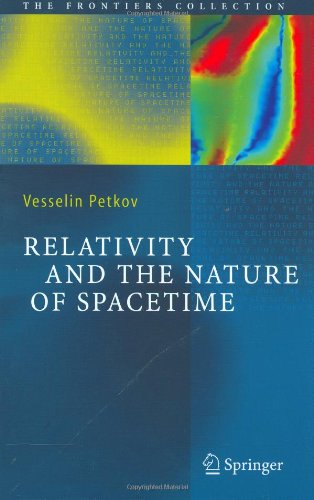 THE FRONTIERS COLLECTION
Vesselin Petkov
RELATIVITY
AND THE NATURE
OF SPACETIME
Springer